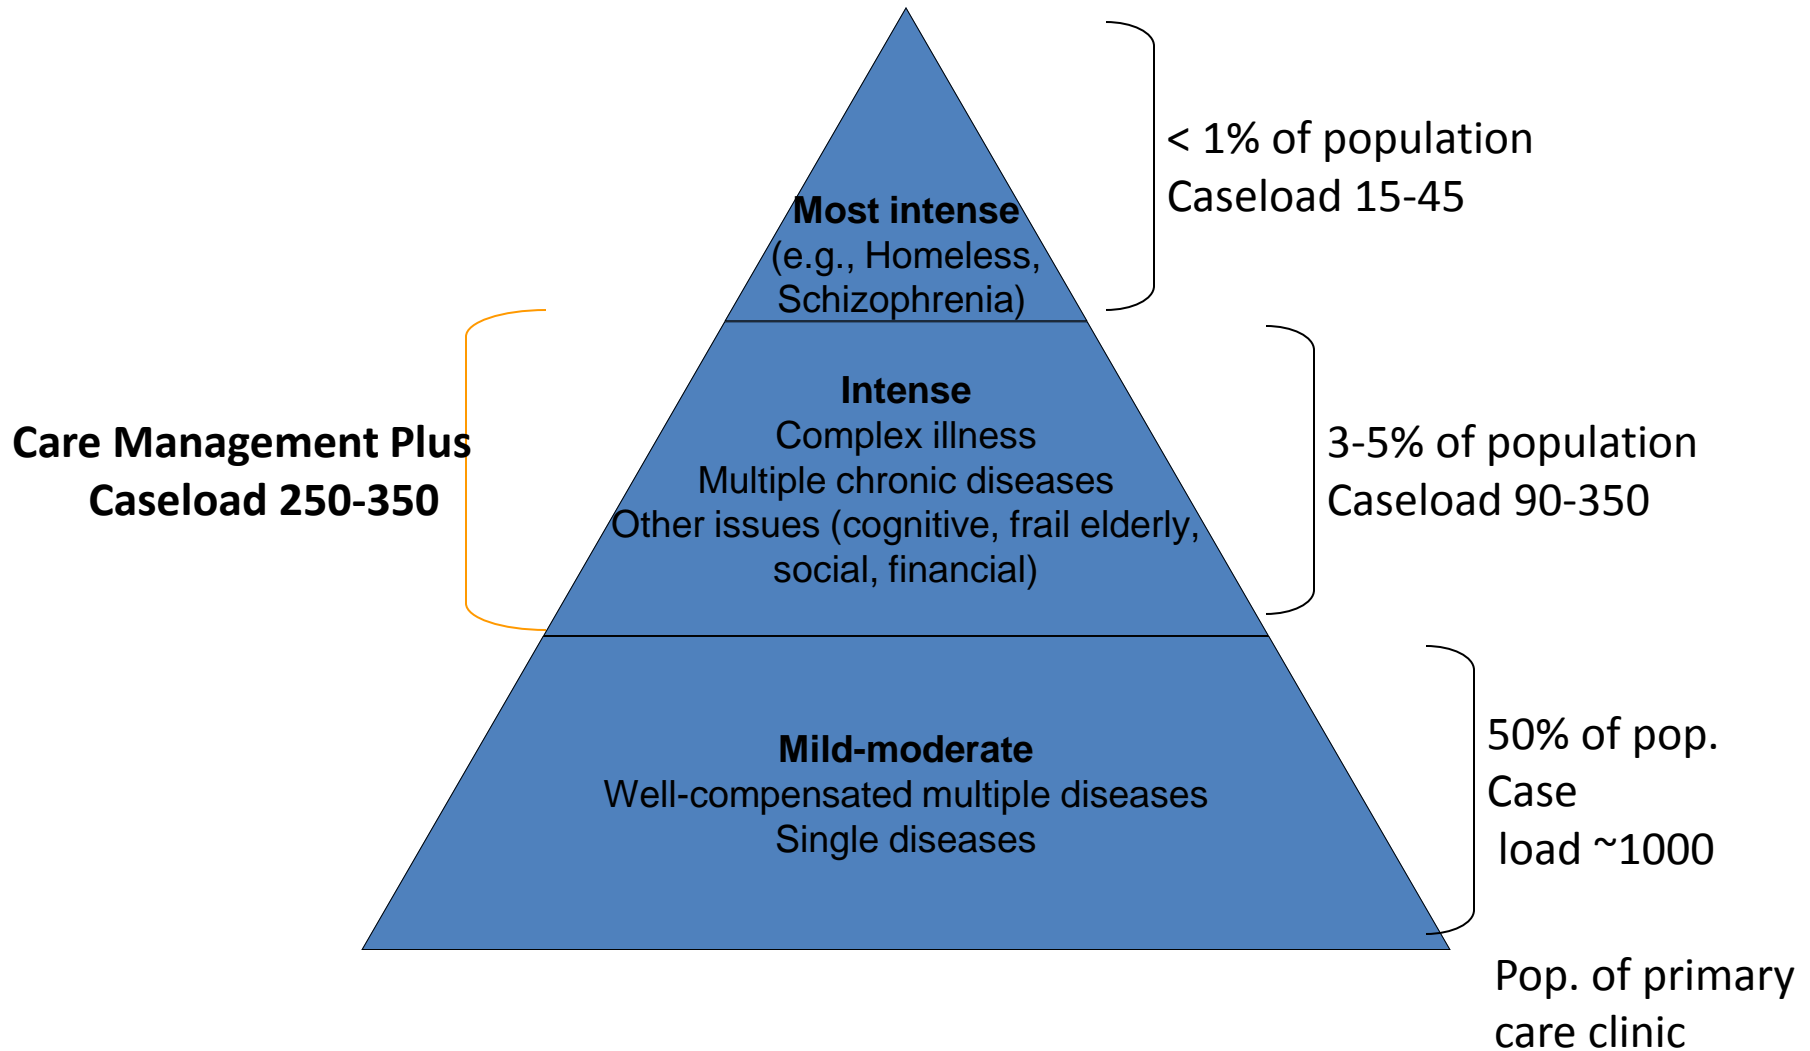 < 1% of population
Caseload 15-45
Most intense
(e.g., Homeless,
Schizophrenia)
Care Management Plus
Caseload 250-350
Intense
Complex illness
Multiple chronic diseases
Other issues (cognitive, frail elderly,
social, financial)
3-5% of population
Caseload 90-350
Mild-moderate
Well-compensated multiple diseases
Single diseases
50% of pop.
Case
load ~1000
Pop. of primary
care clinic